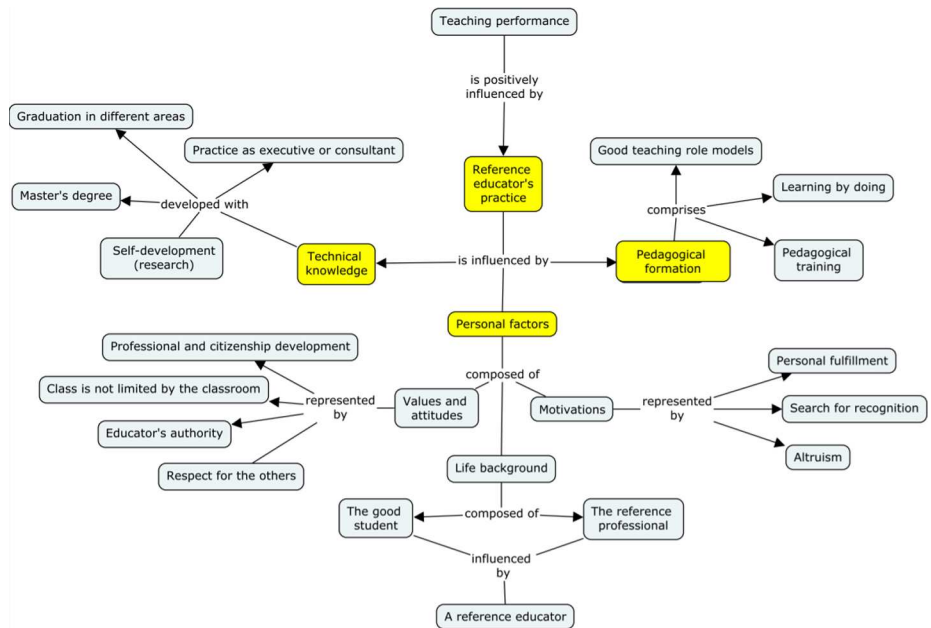 Teaching performance
is positively
influenced by
Graduation in different areas
Practice as executive or consultant
Good teaching role models
Reference
educator's
practice
Master's degree
developed with
Learning by doing
comprises
Self-development
(research)
Technical
knowledge
is influenced by
Pedagogical
formation
Pedagogical
training
Personal factors
Professional and citizenship development
composed of
Personal fulfillment
Class is not limited by the classroom
represented
by
Values and
attitudes
Motivations
represented
by
Search for recognition
Educator's authority
Altruism
Respect for the others
Life background
The good
student
composed of
The reference
professional
influenced
by
A reference educator